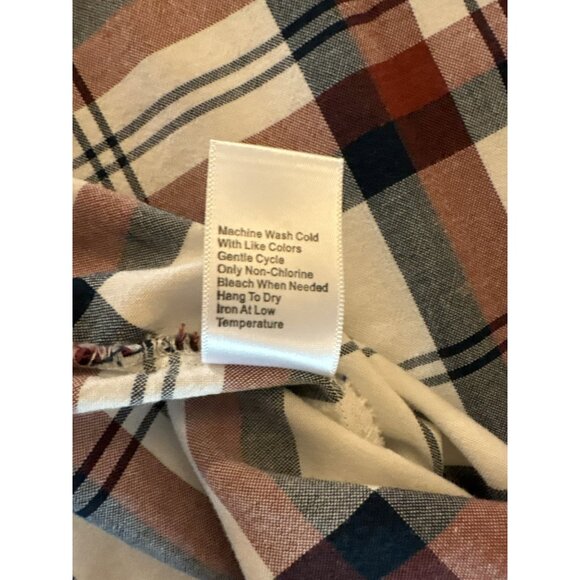 Machine Wash Cold
With Like Colors
Gentle Cycle
Only Non-Chlorine
Bleach When Needed
Hang To Dry
Iron At Low
Temperature